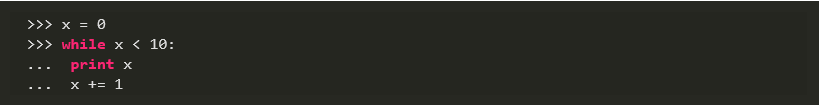 >>> x = 0
>>> while x < 10:
...  print x
...  x += 1